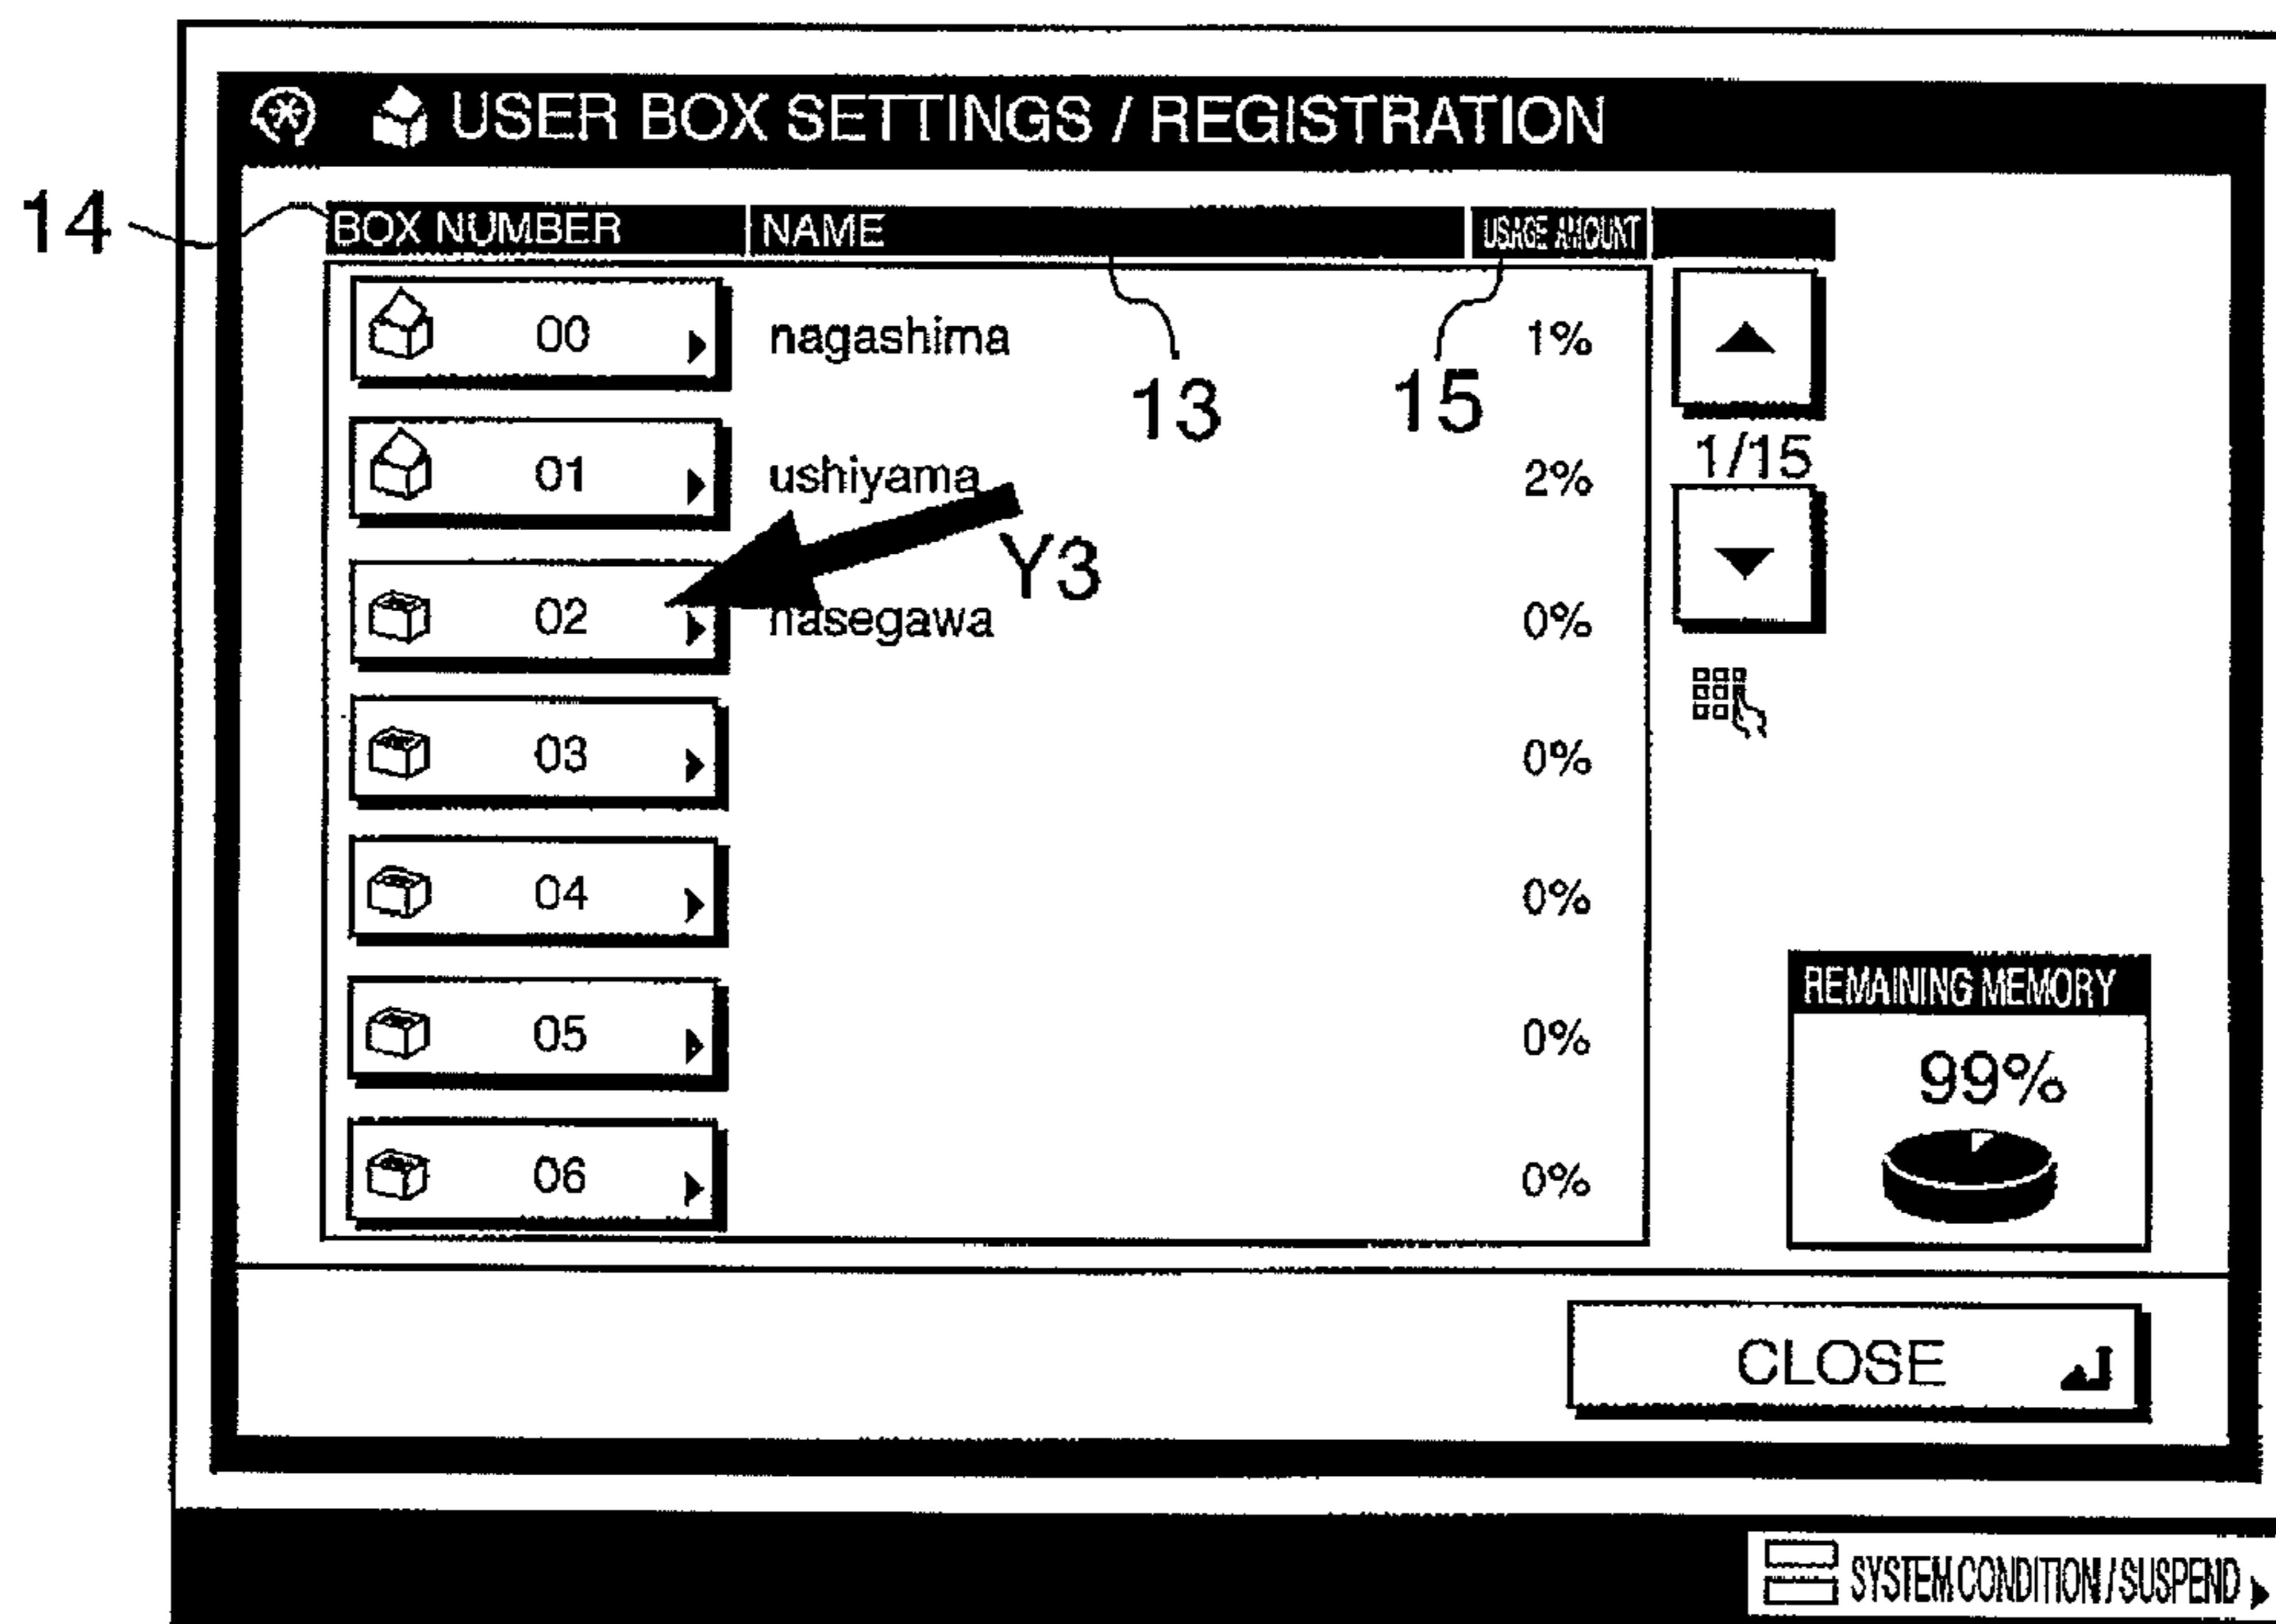 USER BOX SETTINGS / REGISTRATION
14
BOX NUMBER NAME USAGE AMOUNT
00 nagashima 1%
13 15
01 ushiyama 2% 1/15
Y3
02 nasegawa 0%
03 0%
04 0%
05 0%
REMAINING MEMORY
99%
06 0%
CLOSE
SYSTEM CONDITION / SUSPEND